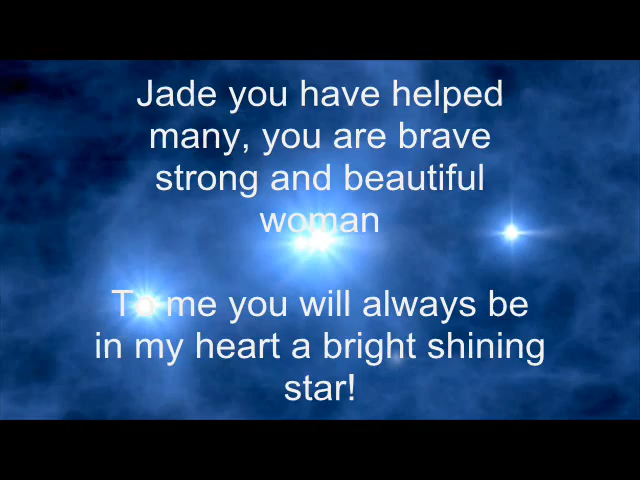 Jade you have helped
many, you are brave
strong and beautiful
woman
To me you will always be
in my heart a bright shining
star!